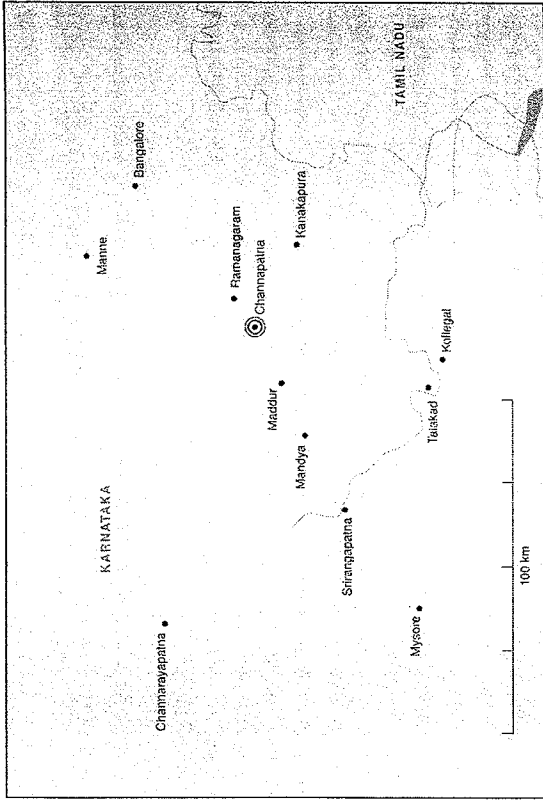 Manne
KARNATAKA
Bangalore
Channarayapatna
Ramanagaram
Channapatna
Maddur
Kanakapura
Mandya
Srirangapatna
TAMIL NADU
Mysore
Talakad
Kollegal
100 km